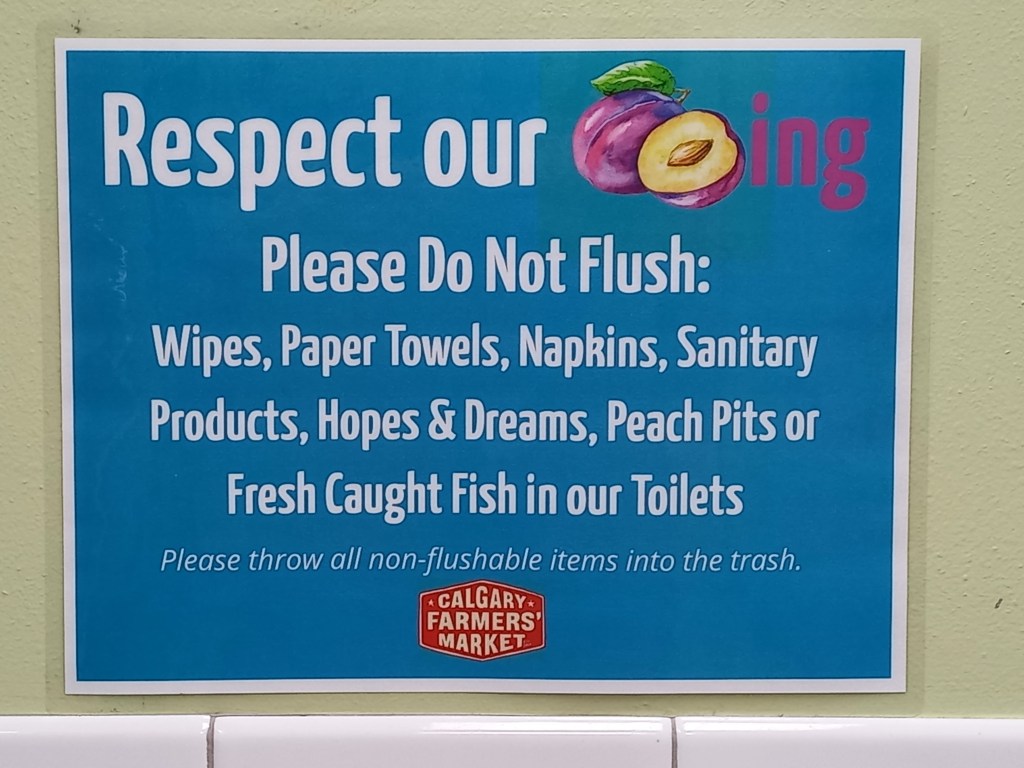 Respect our ing
Please Do Not Flush:
Wipes, Paper Towels, Napkins, Sanitary
Products, Hopes & Dreams, Peach Pits or
Fresh Caught Fish in our Toilets
Please throw all non-flushable items into the trash.
CALGARY
FARMERS'
MARKET